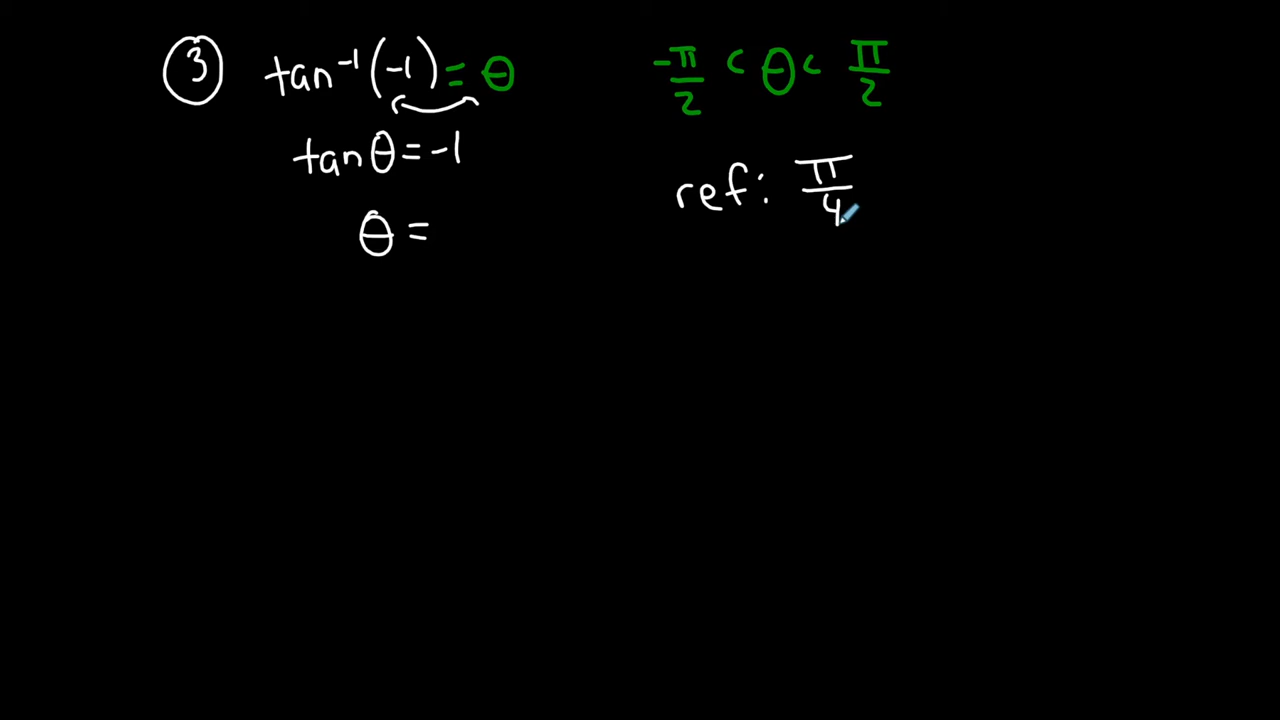 ③ tan⁻¹(-1) = θ
-π/2 < θ < π/2
tanθ = -1
ref: π/4
θ =